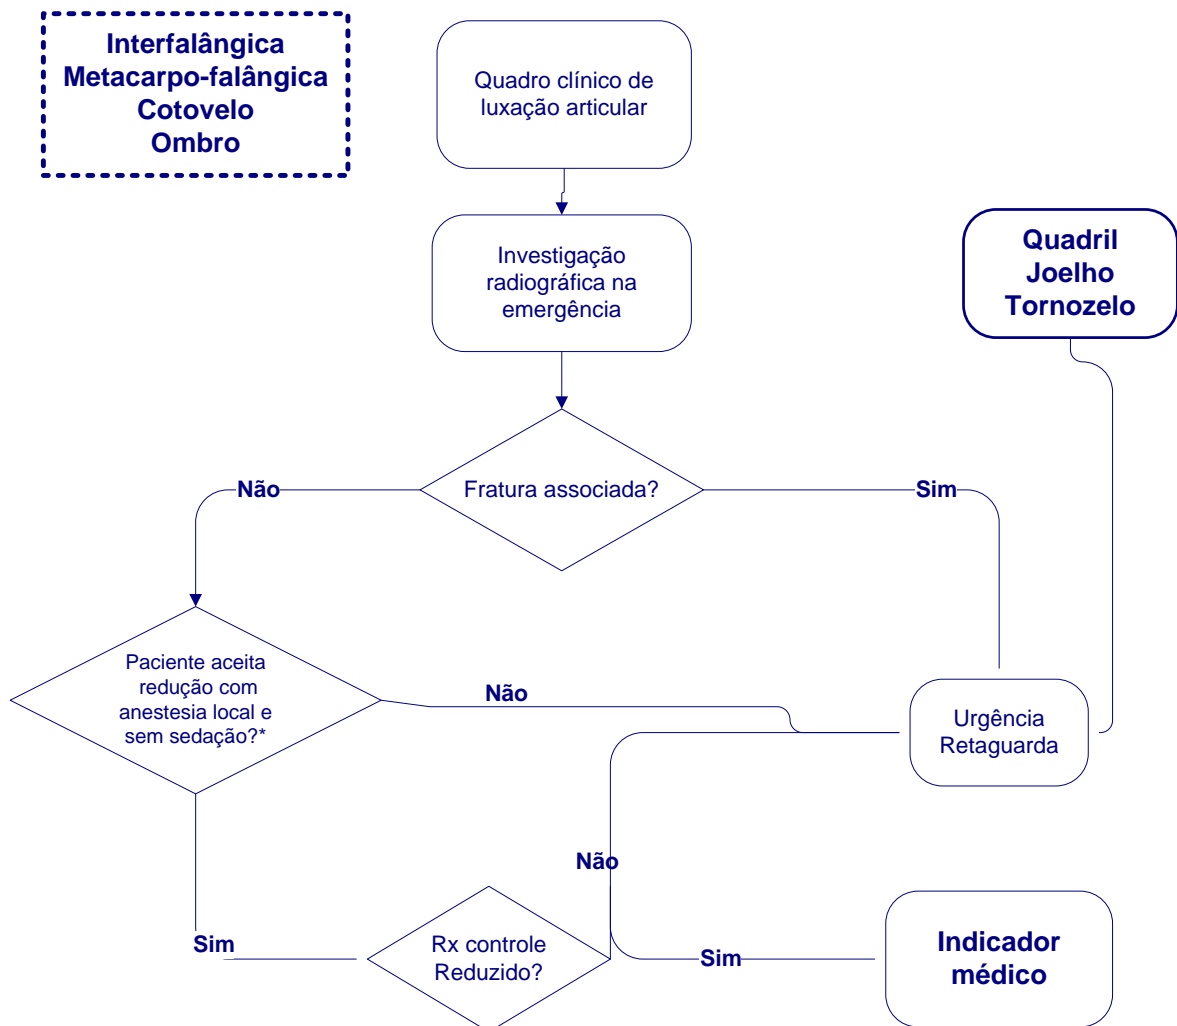 Interfalângica
Metacarpo-falângica
Cotovelo
Ombro
Quadro clínico de
luxação articular
Investigação
radiográfica na
emergência
Quadril
Joelho
Tornozelo
Não
Fratura associada?
Sim
Paciente aceita
redução com
anestesia local e
sem sedação?*
Não
Urgência
Retaguarda
Não
Sim
Rx controle
Reduzido?
Sim
Indicador
médico